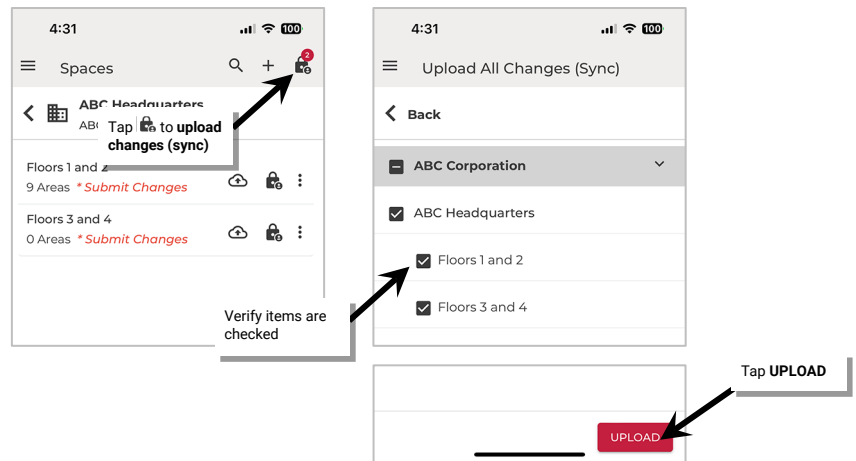 4:31
100
Spaces
2
ABC Headquarters
ABC
Tap to upload
changes (sync)
Floors 1 and 2
9 Areas * Submit Changes
Floors 3 and 4
0 Areas * Submit Changes
Verify items are
checked
4:31
100
Upload All Changes (Sync)
Back
ABC Corporation
ABC Headquarters
Floors 1 and 2
Floors 3 and 4
Tap UPLOAD
UPLOAD